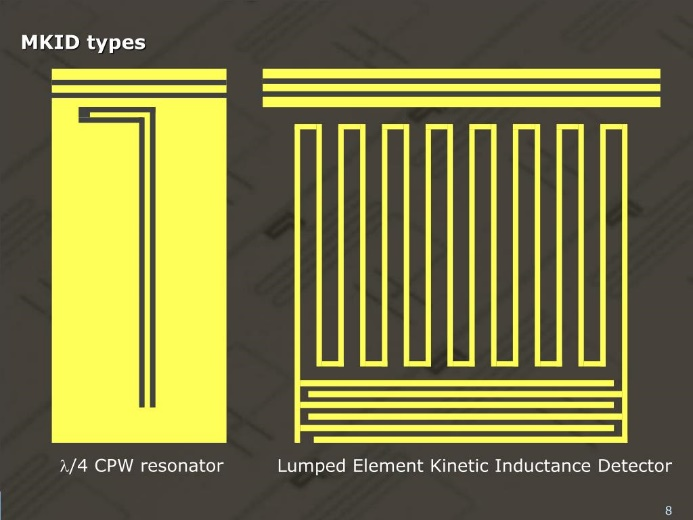 MKID types
λ/4 CPW resonator
Lumped Element Kinetic Inductance Detector
8